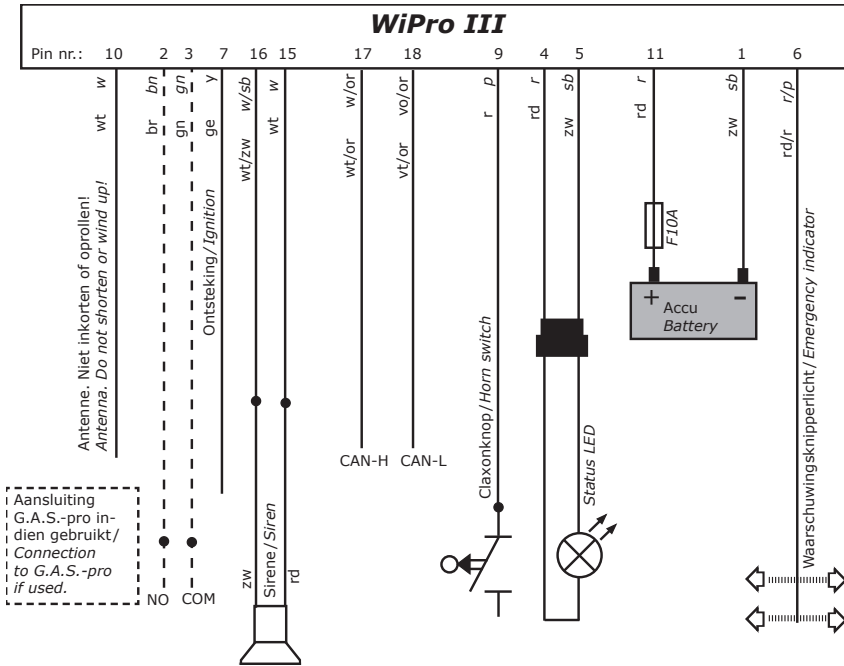 WiPro III
Pin nr.: 10 2 3 7 16 15 17 18 9 4 5 11 1 6
w bn gn y w/sb w w/or vo/or p r sb r sb r/p
wt br gn ge wt/zw wt wt/or vt/or r rd zw rd zw rd/r
Antenne. Niet inkorten of oprollen!
Antenna. Do not shorten or wind up!
Ontsteking/Ignition
F10A
+ -
Accu
Battery
CAN-H CAN-L
Claxonknop/Horn switch
Status LED
Waarschuwingsknipperlicht/Emergency indicator
Aansluiting
G.A.S.-pro in-
dien gebruikt/
Connection
to G.A.S.-pro
if used.
NO COM
zw Sirene/Siren rd